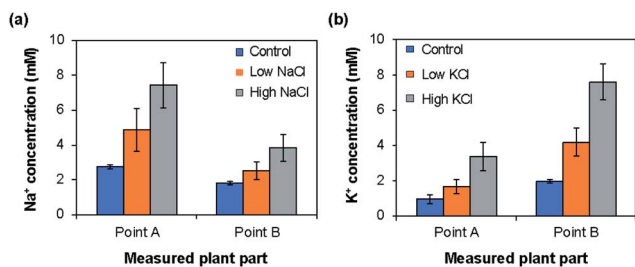 (a)
Na⁺ concentration (mM)
10
8
6
4
2
0
Control
Low NaCl
High NaCl
Point A
Point B
Measured plant part
(b)
K⁺ concentration (mM)
10
8
6
4
2
0
Control
Low KCl
High KCl
Point A
Point B
Measured plant part